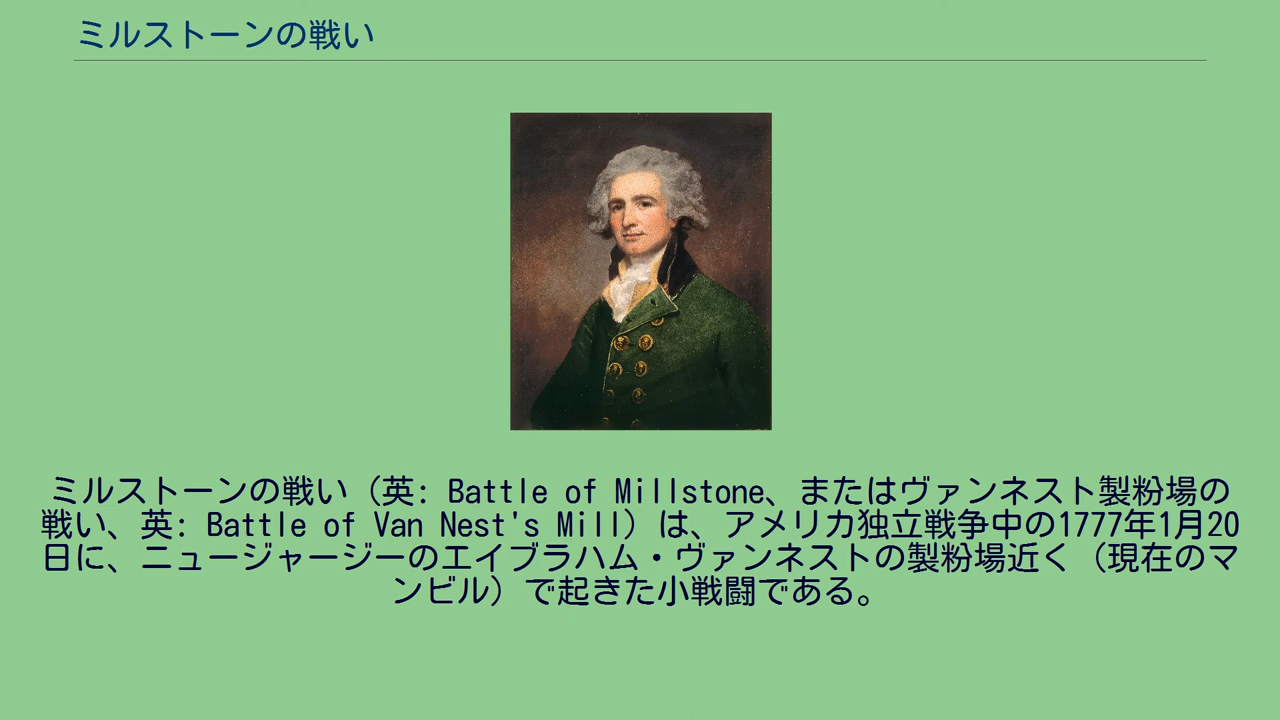 ミルストーンの戦い
ミルストーンの戦い（英: Battle of Millstone、またはヴァンネスト製粉場の
戦い、英: Battle of Van Nest's Mill）は、アメリカ独立戦争中の1777年1月20
日に、ニュージャージーのエイブラハム・ヴァンネストの製粉場近く（現在のマ
ンビル）で起きた小戦闘である。